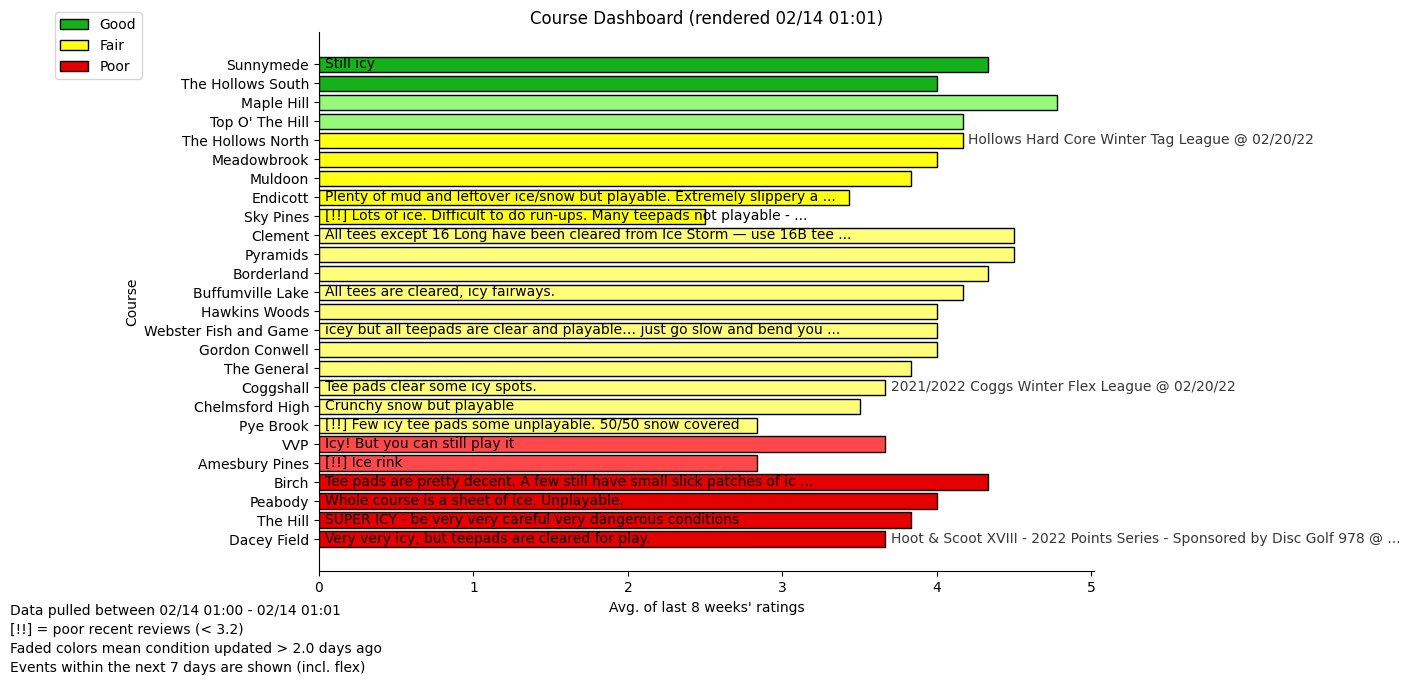 Course Dashboard (rendered 02/14 01:01)
Good
Fair
Poor
Sunnymede Still icy
The Hollows South
Maple Hill
Top O' The Hill
The Hollows North Hollows Hard Core Winter Tag League @ 02/20/22
Meadowbrook
Muldoon
Endicott Plenty of mud and leftover ice/snow but playable. Extremely slippery a ...
Sky Pines [!!] Lots of ice. Difficult to do run-ups. Many teepads not playable - ...
Clement All tees except 16 Long have been cleared from Ice Storm — use 16B tee ...
Pyramids
Borderland
Buffumville Lake All tees are cleared, icy fairways.
Hawkins Woods
Webster Fish and Game icey but all teepads are clear and playable... just go slow and bend you ...
Gordon Conwell
The General
Coggshall Tee pads clear some icy spots. 2021/2022 Coggs Winter Flex League @ 02/20/22
Chelmsford High Crunchy snow but playable
Pye Brook [!!] Few icy tee pads some unplayable. 50/50 snow covered
VVP Icy! But you can still play it
Amesbury Pines [!!] Ice rink
Birch Tee pads are pretty decent. A few still have small slick patches of ic ...
Peabody Whole course is a sheet of ice. Unplayable.
The Hill SUPER ICY - be very very careful very dangerous conditions
Dacey Field Very very icy, but teepads are cleared for play. Hoot & Scoot XVIII - 2022 Points Series - Sponsored by Disc Golf 978 @ ...
Course
0 1 2 3 4 5
Avg. of last 8 weeks' ratings
Data pulled between 02/14 01:00 - 02/14 01:01
[!!] = poor recent reviews (< 3.2)
Faded colors mean condition updated > 2.0 days ago
Events within the next 7 days are shown (incl. flex)